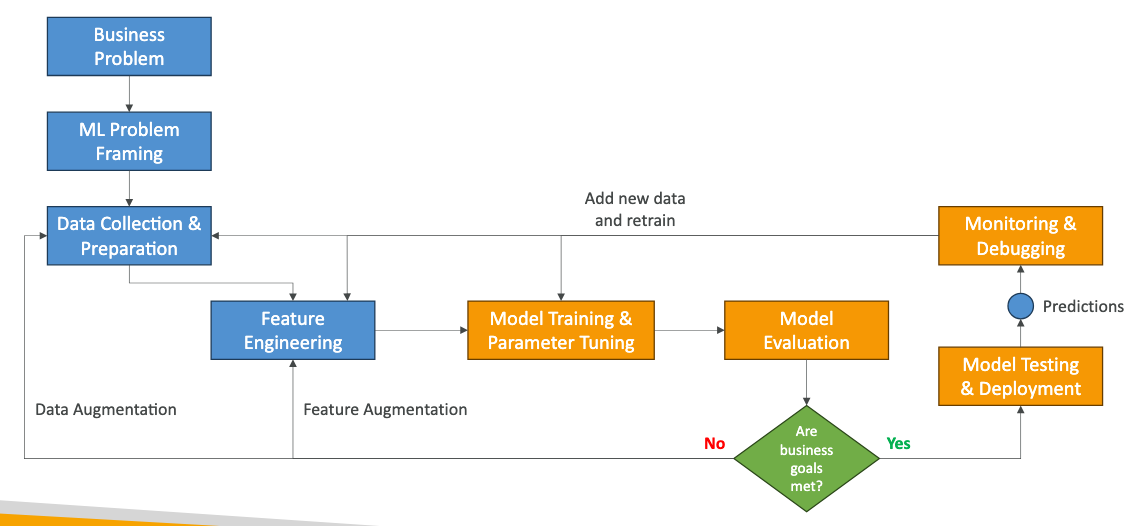 Business
Problem
ML Problem
Framing
Add new data
and retrain
Data Collection &
Preparation
Monitoring &
Debugging
Predictions
Feature
Engineering
Model Training &
Parameter Tuning
Model
Evaluation
Model Testing
& Deployment
Data Augmentation
Feature Augmentation
No
Are
business
goals
met?
Yes